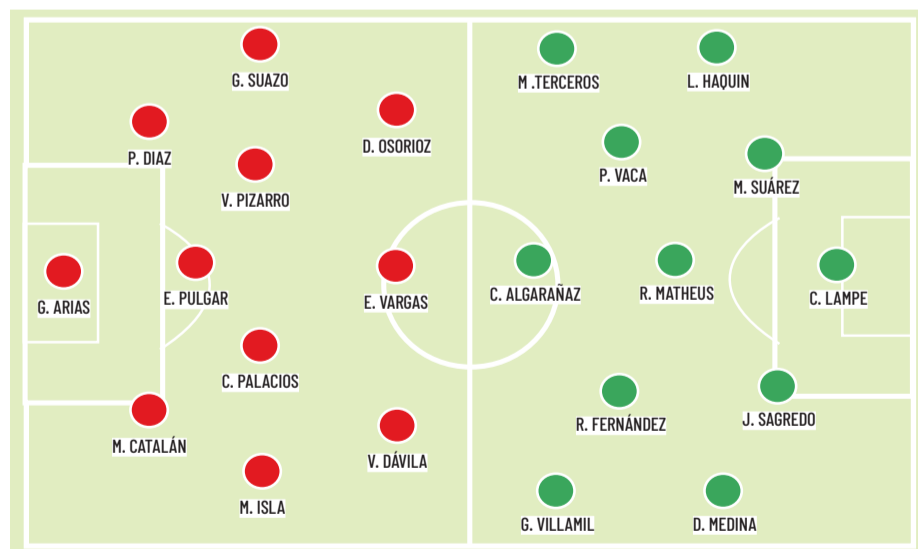 G. SUAZO
P. DIAZ
D. OSORIOZ
V. PIZARRO
G. ARIAS
E. PULGAR
E. VARGAS
C. PALACIOS
M. CATALÁN
V. DÁVILA
M. ISLA
M .TERCEROS
L. HAQUIN
P. VACA
M. SUÁREZ
C. ALGARAÑAZ
R. MATHEUS
C. LAMPE
R. FERNÁNDEZ
J. SAGREDO
G. VILLAMIL
D. MEDINA